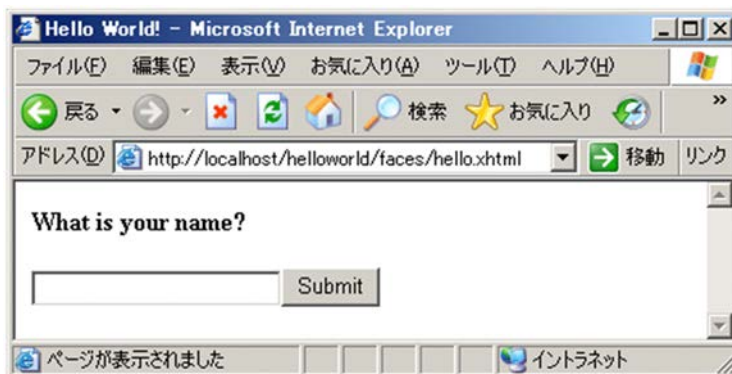 Hello World! - Microsoft Internet Explorer
ファイル(F) 編集(E) 表示(V) お気に入り(A) ツール(T) ヘルプ(H)
戻る 検索 お気に入り »
アドレス(D) http://localhost/helloworld/faces/hello.xhtml 移動 リンク
What is your name?
Submit
ページが表示されました イントラネット